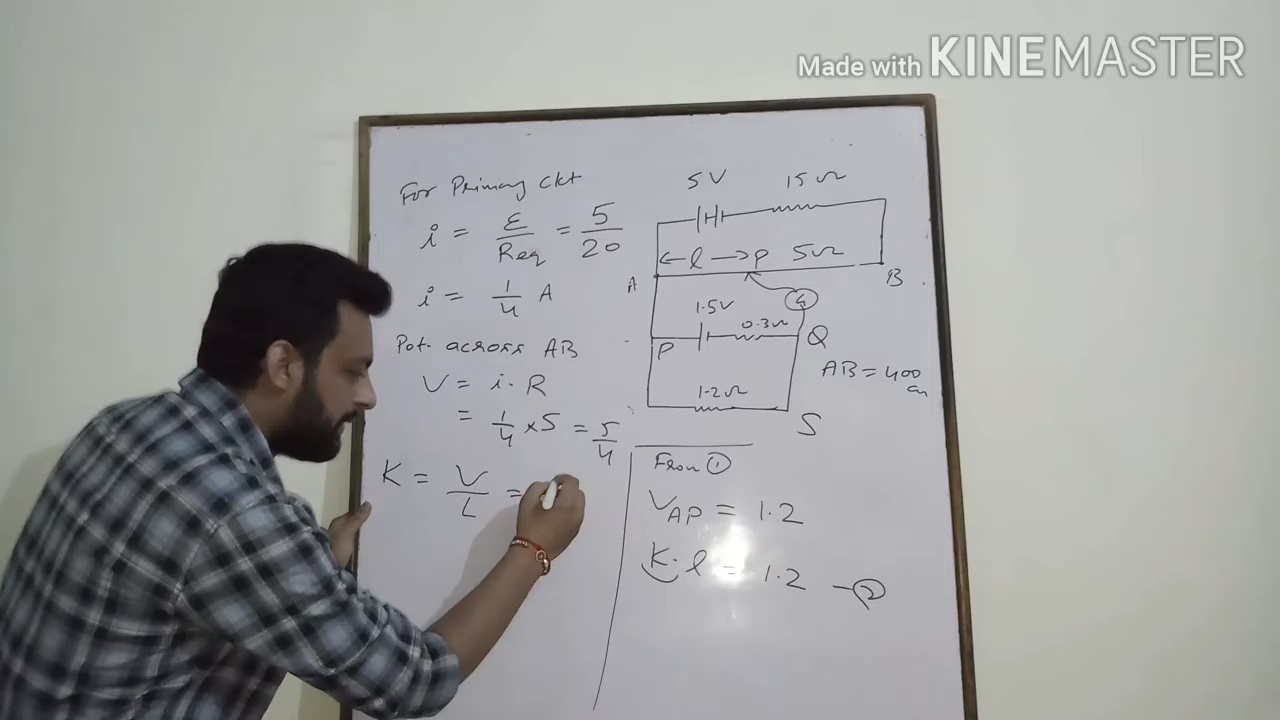 Made with KINEMASTER
For Primary ckt
i = ε/Req = 5/20
i = 1/4 A
Pot. across AB
V = i. R
= 1/4 × 5 = 5/4
K = V/L =
5V 15Ω
← l → P 5Ω
A B
1.5V G
0.3Ω
P Q
AB = 400 cm
1.2Ω
S
From ①
VAP = 1.2
K. l = 1.2 — ②